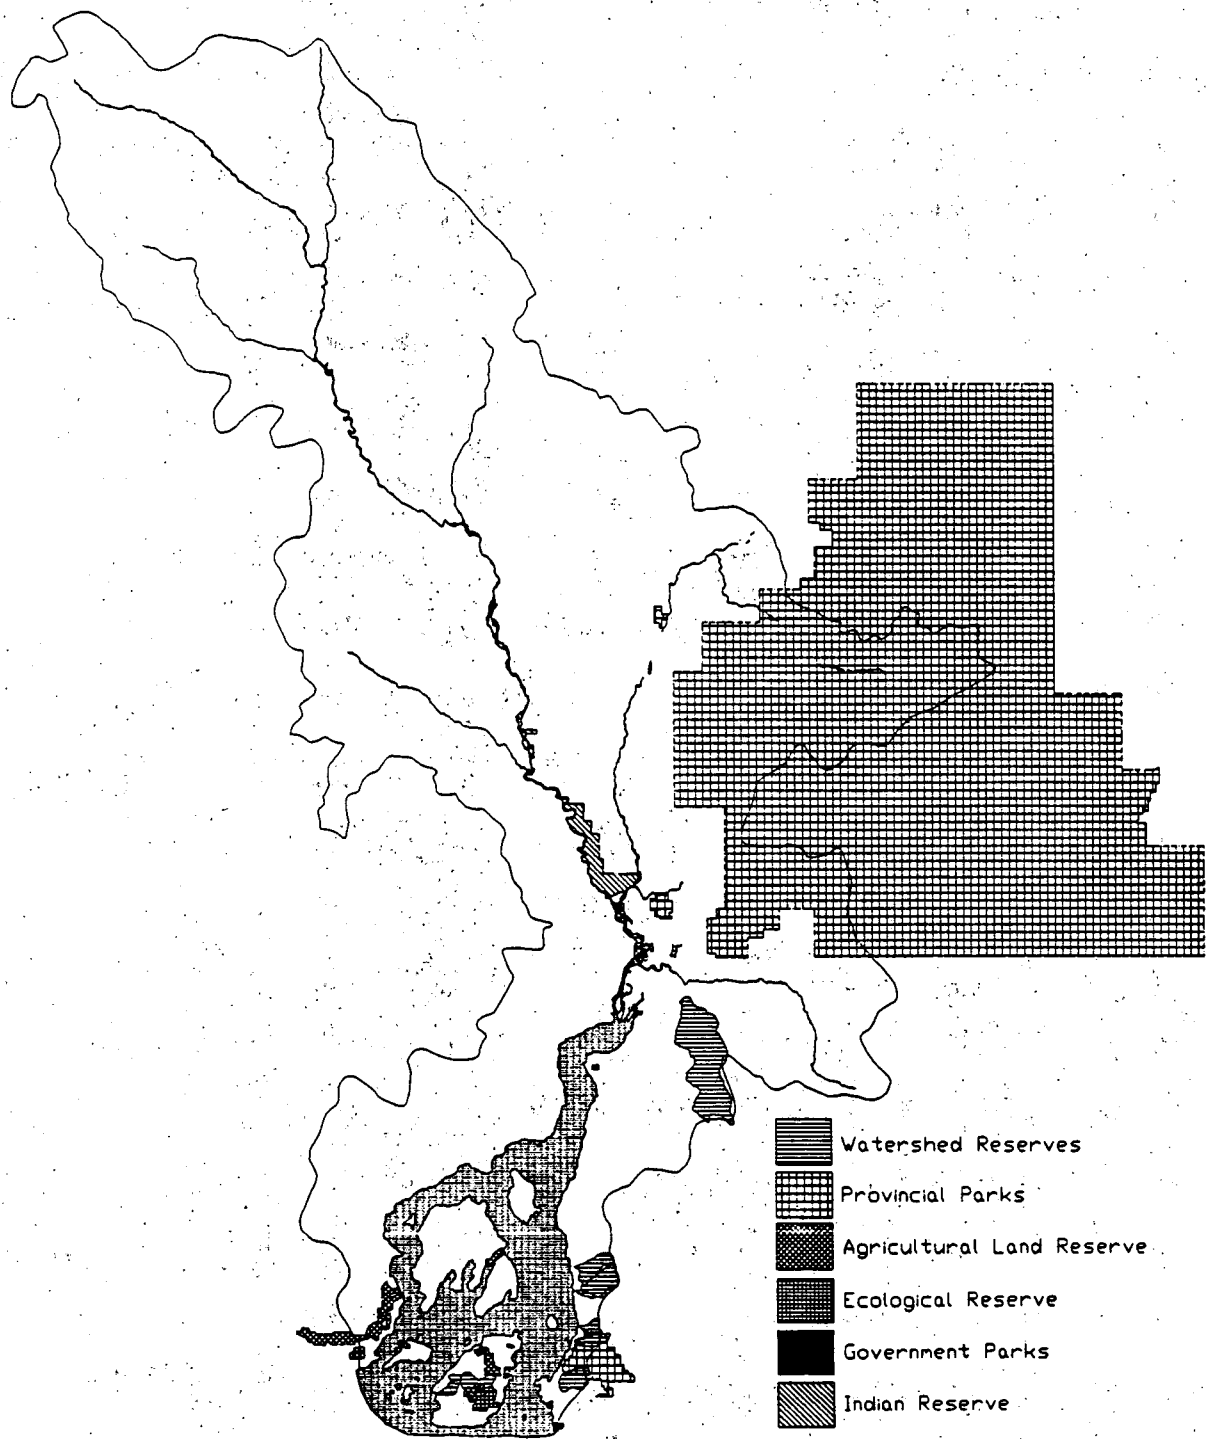 Watershed Reserves
Provincial Parks
Agricultural Land Reserve
Ecological Reserve
Government Parks
Indian Reserve